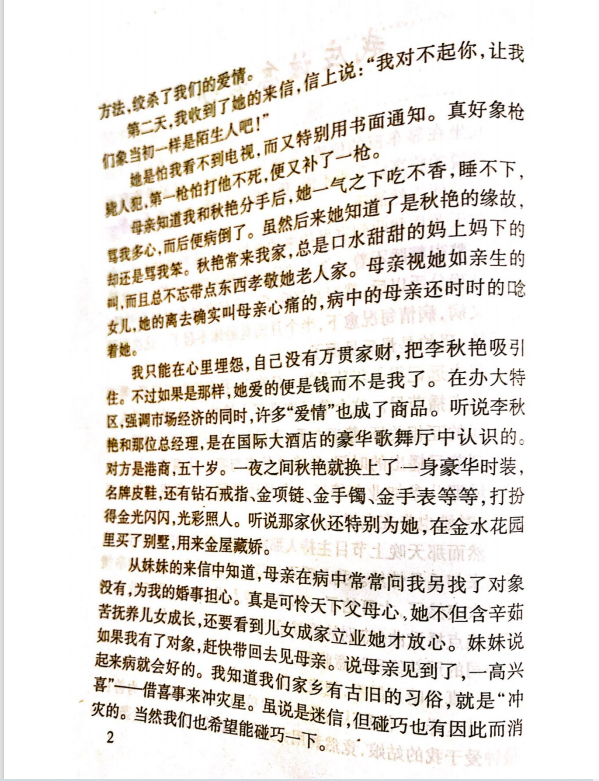 方法，绞杀了我们的爱情。
第二天，我收到了她的来信，信上说：“我对不起你，让我
们象当初一样是陌生人吧！”
她是怕我看不到电视，而又特别用书面通知。真好象枪
毙人犯，第一枪怕打他不死，便又补了一枪。
母亲知道我和秋艳分手后，她一气之下吃不香，睡不下，
骂我多心，而后便病倒了。虽然后来她知道了是秋艳的缘故，
却还是骂我笨。秋艳常来我家，总是口水甜甜的妈上妈下的
叫，而且总不忘带点东西孝敬她老人家。母亲视她如亲生的
女儿，她的离去确实叫母亲心痛的，病中的母亲还时时的唸
着她。
我只能在心里埋怨，自己没有万贯家财，把李秋艳吸引
住。不过如果是那样，她爱的便是钱而不是我了。在办大特
区，强调市场经济的同时，许多“爱情”也成了商品。听说李秋
艳和那位总经理，是在国际大酒店的豪华歌舞厅中认识的。
对方是港商，五十岁。一夜之间秋艳就换上了一身豪华时装，
名牌皮鞋，还有钻石戒指、金项链、金手镯、金手表等等，打扮
得金光闪闪，光彩照人。听说那家伙还特别为她，在金水花园
里买了别墅，用来金屋藏娇。
从妹妹的来信中知道，母亲在病中常常问我另找了对象
没有，为我的婚事担心。真是可怜天下父母心，她不但含辛茹
苦抚养儿女成长，还要看到儿女成家立业她才放心。妹妹说
如果我有了对象，赶快带回去见母亲。说母亲见到了，一高兴
起来病就会好的。我知道我们家乡有古旧的习俗，就是“冲
喜”——借喜事来冲灾星。虽说是迷信，但碰巧也有因此而消
灾的。当然我们也希望能碰巧一下。
2